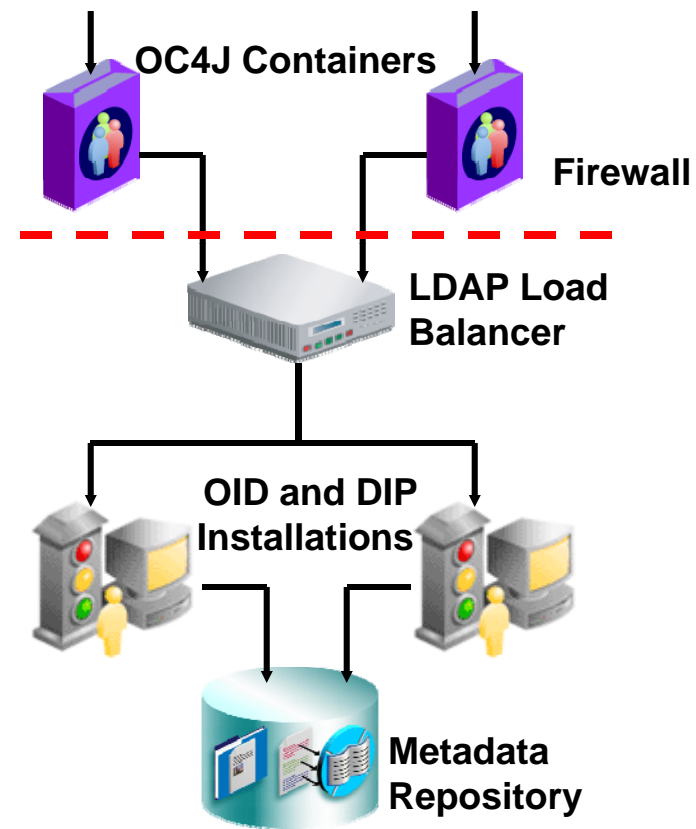 OC4J Containers
Firewall
LDAP Load
Balancer
OID and DIP
Installations
Metadata
Repository